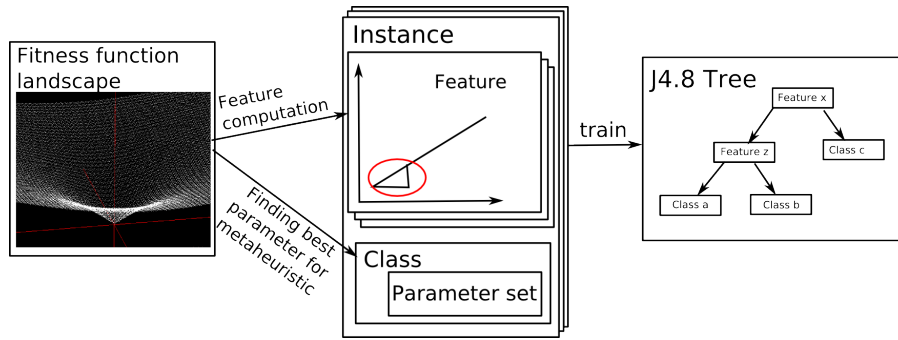 Fitness function
landscape
Feature
computation
Finding best
parameter for
metaheuristic
Instance
Feature
Class
Parameter set
train
J4.8 Tree
Feature x
Feature z
Class c
Class a
Class b